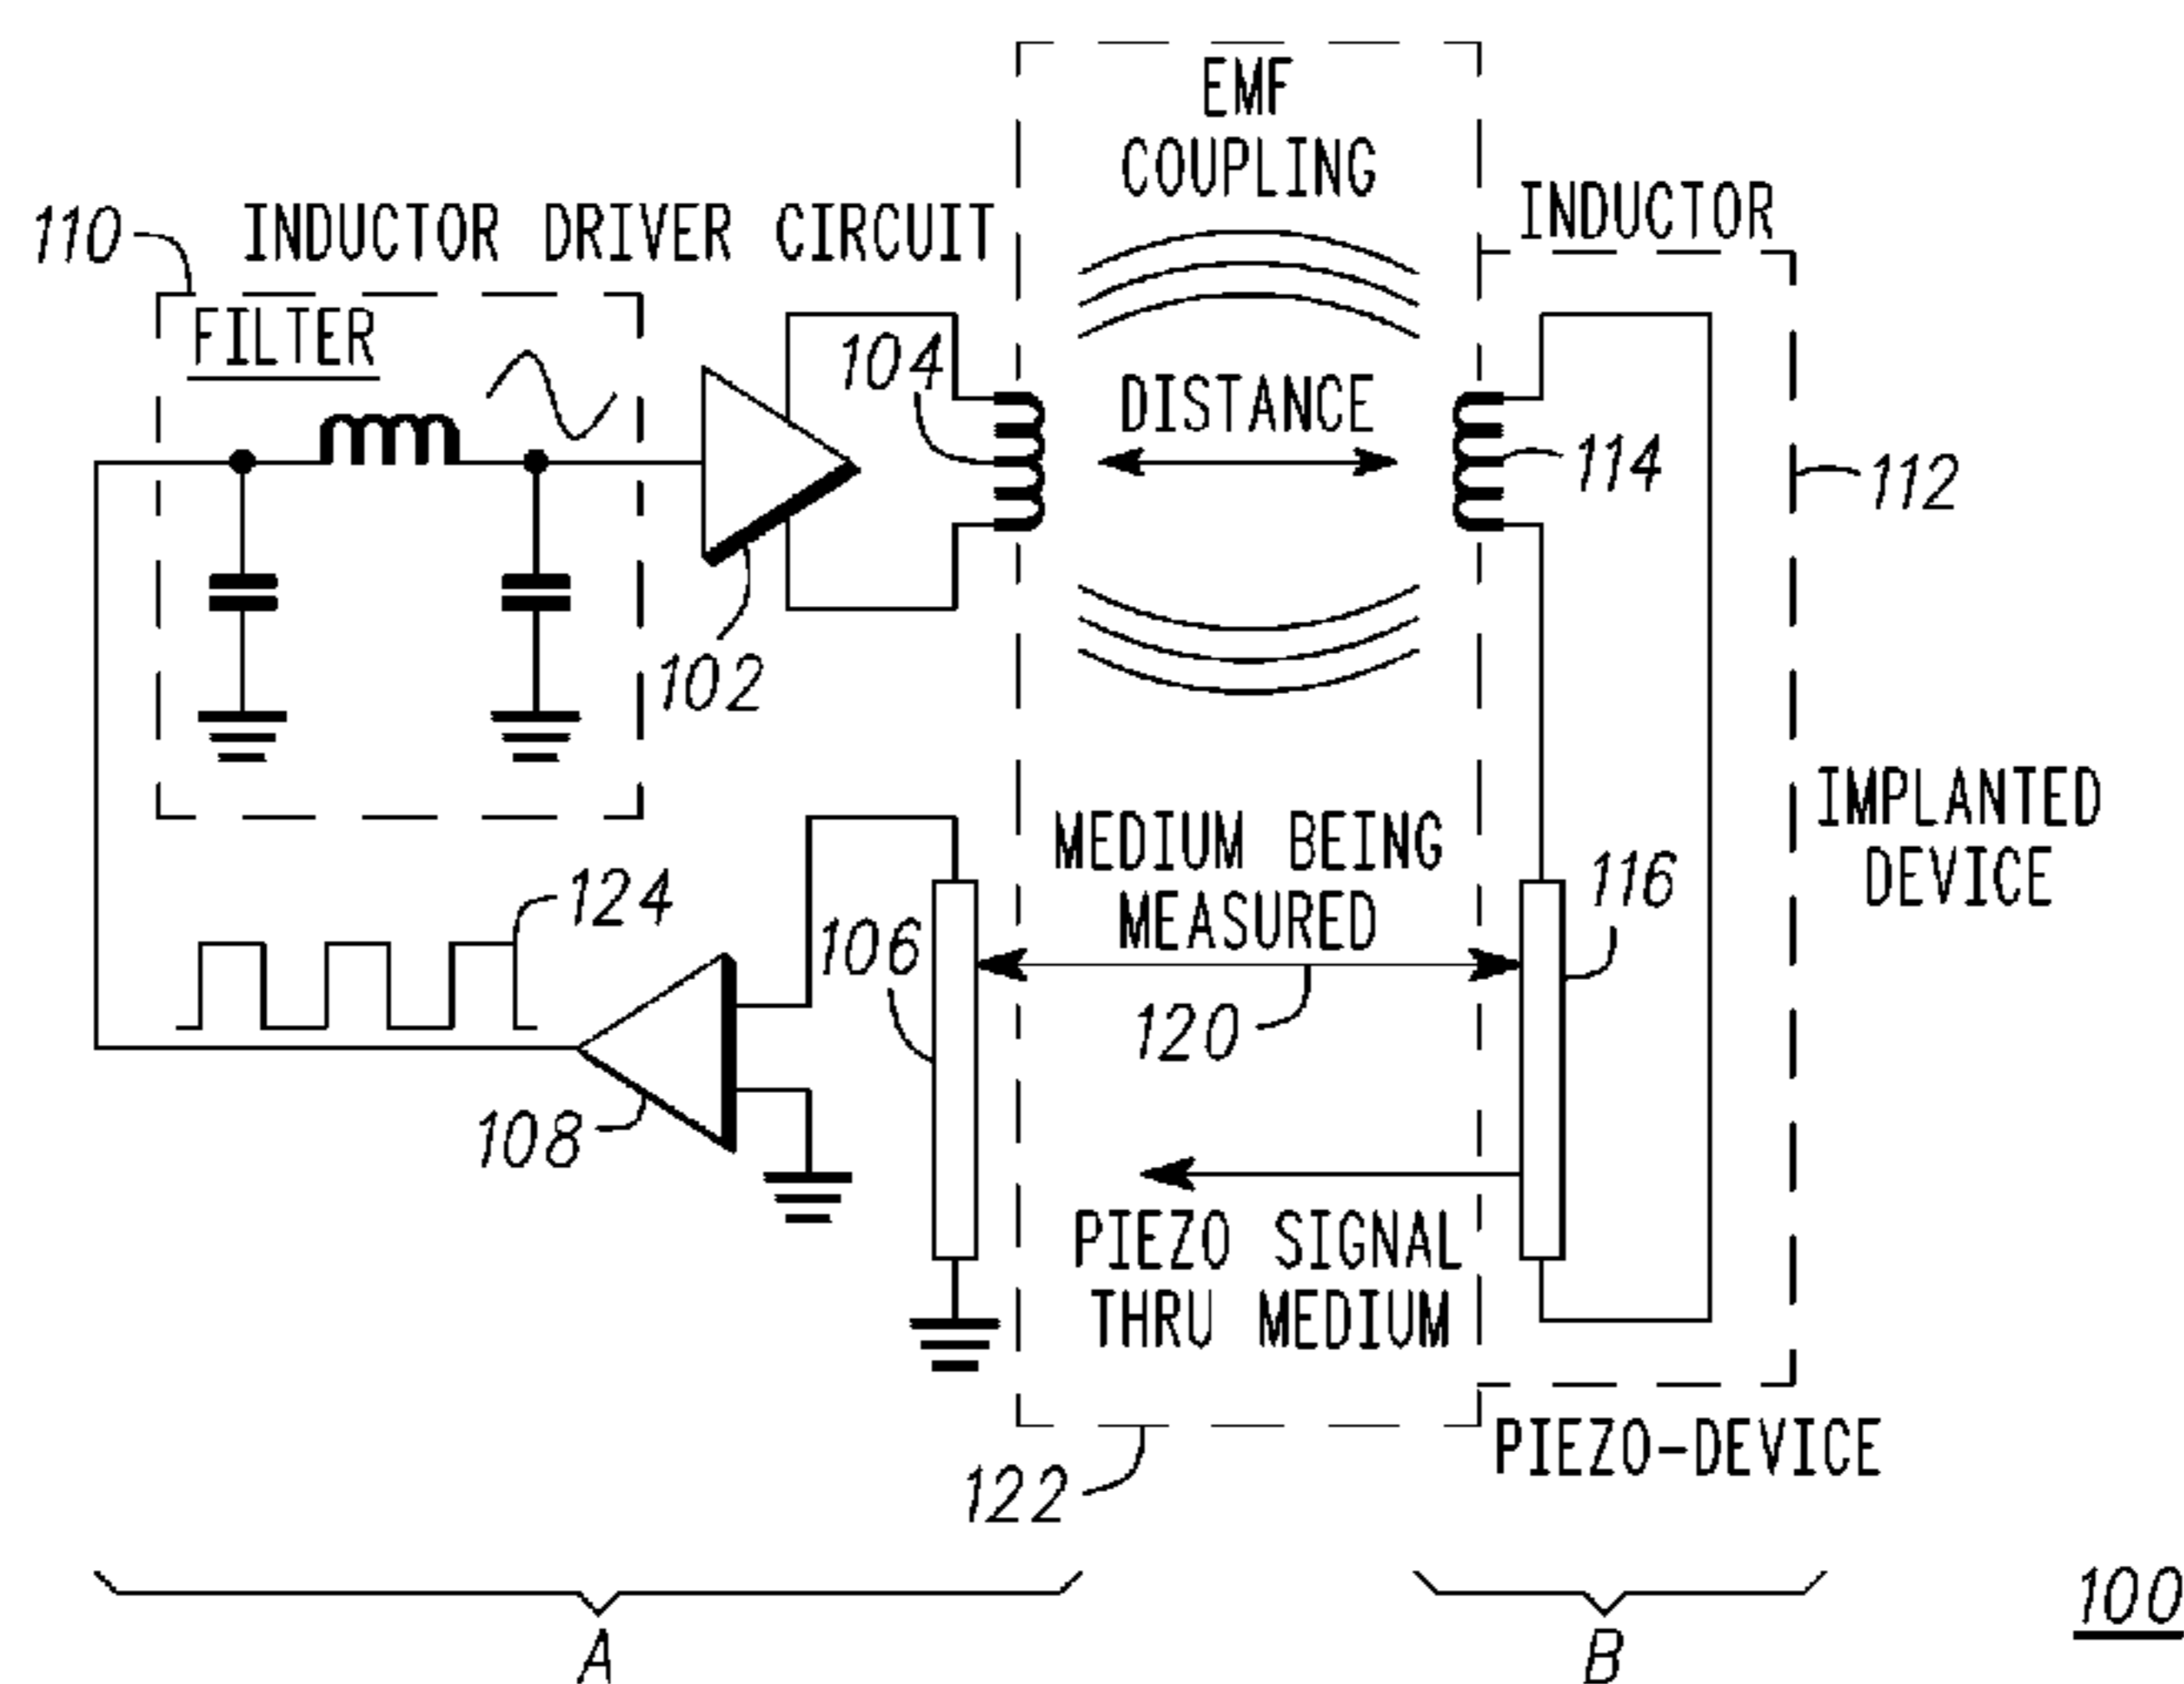 EMF
COUPLING
110
INDUCTOR DRIVER CIRCUIT
INDUCTOR
FILTER
104
DISTANCE
114
112
102
IMPLANTED
DEVICE
MEDIUM BEING
MEASURED
124
106
116
120
108
PIEZO SIGNAL
THRU MEDIUM
PIEZO-DEVICE
122
A
B
100